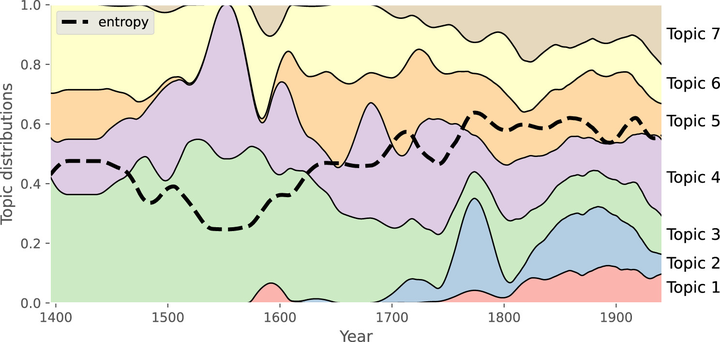 1.0
0.8
0.6
0.4
0.2
0.0
Topic distributions
entropy
1400
1500
1600
1700
1800
1900
Year
Topic 7
Topic 6
Topic 5
Topic 4
Topic 3
Topic 2
Topic 1